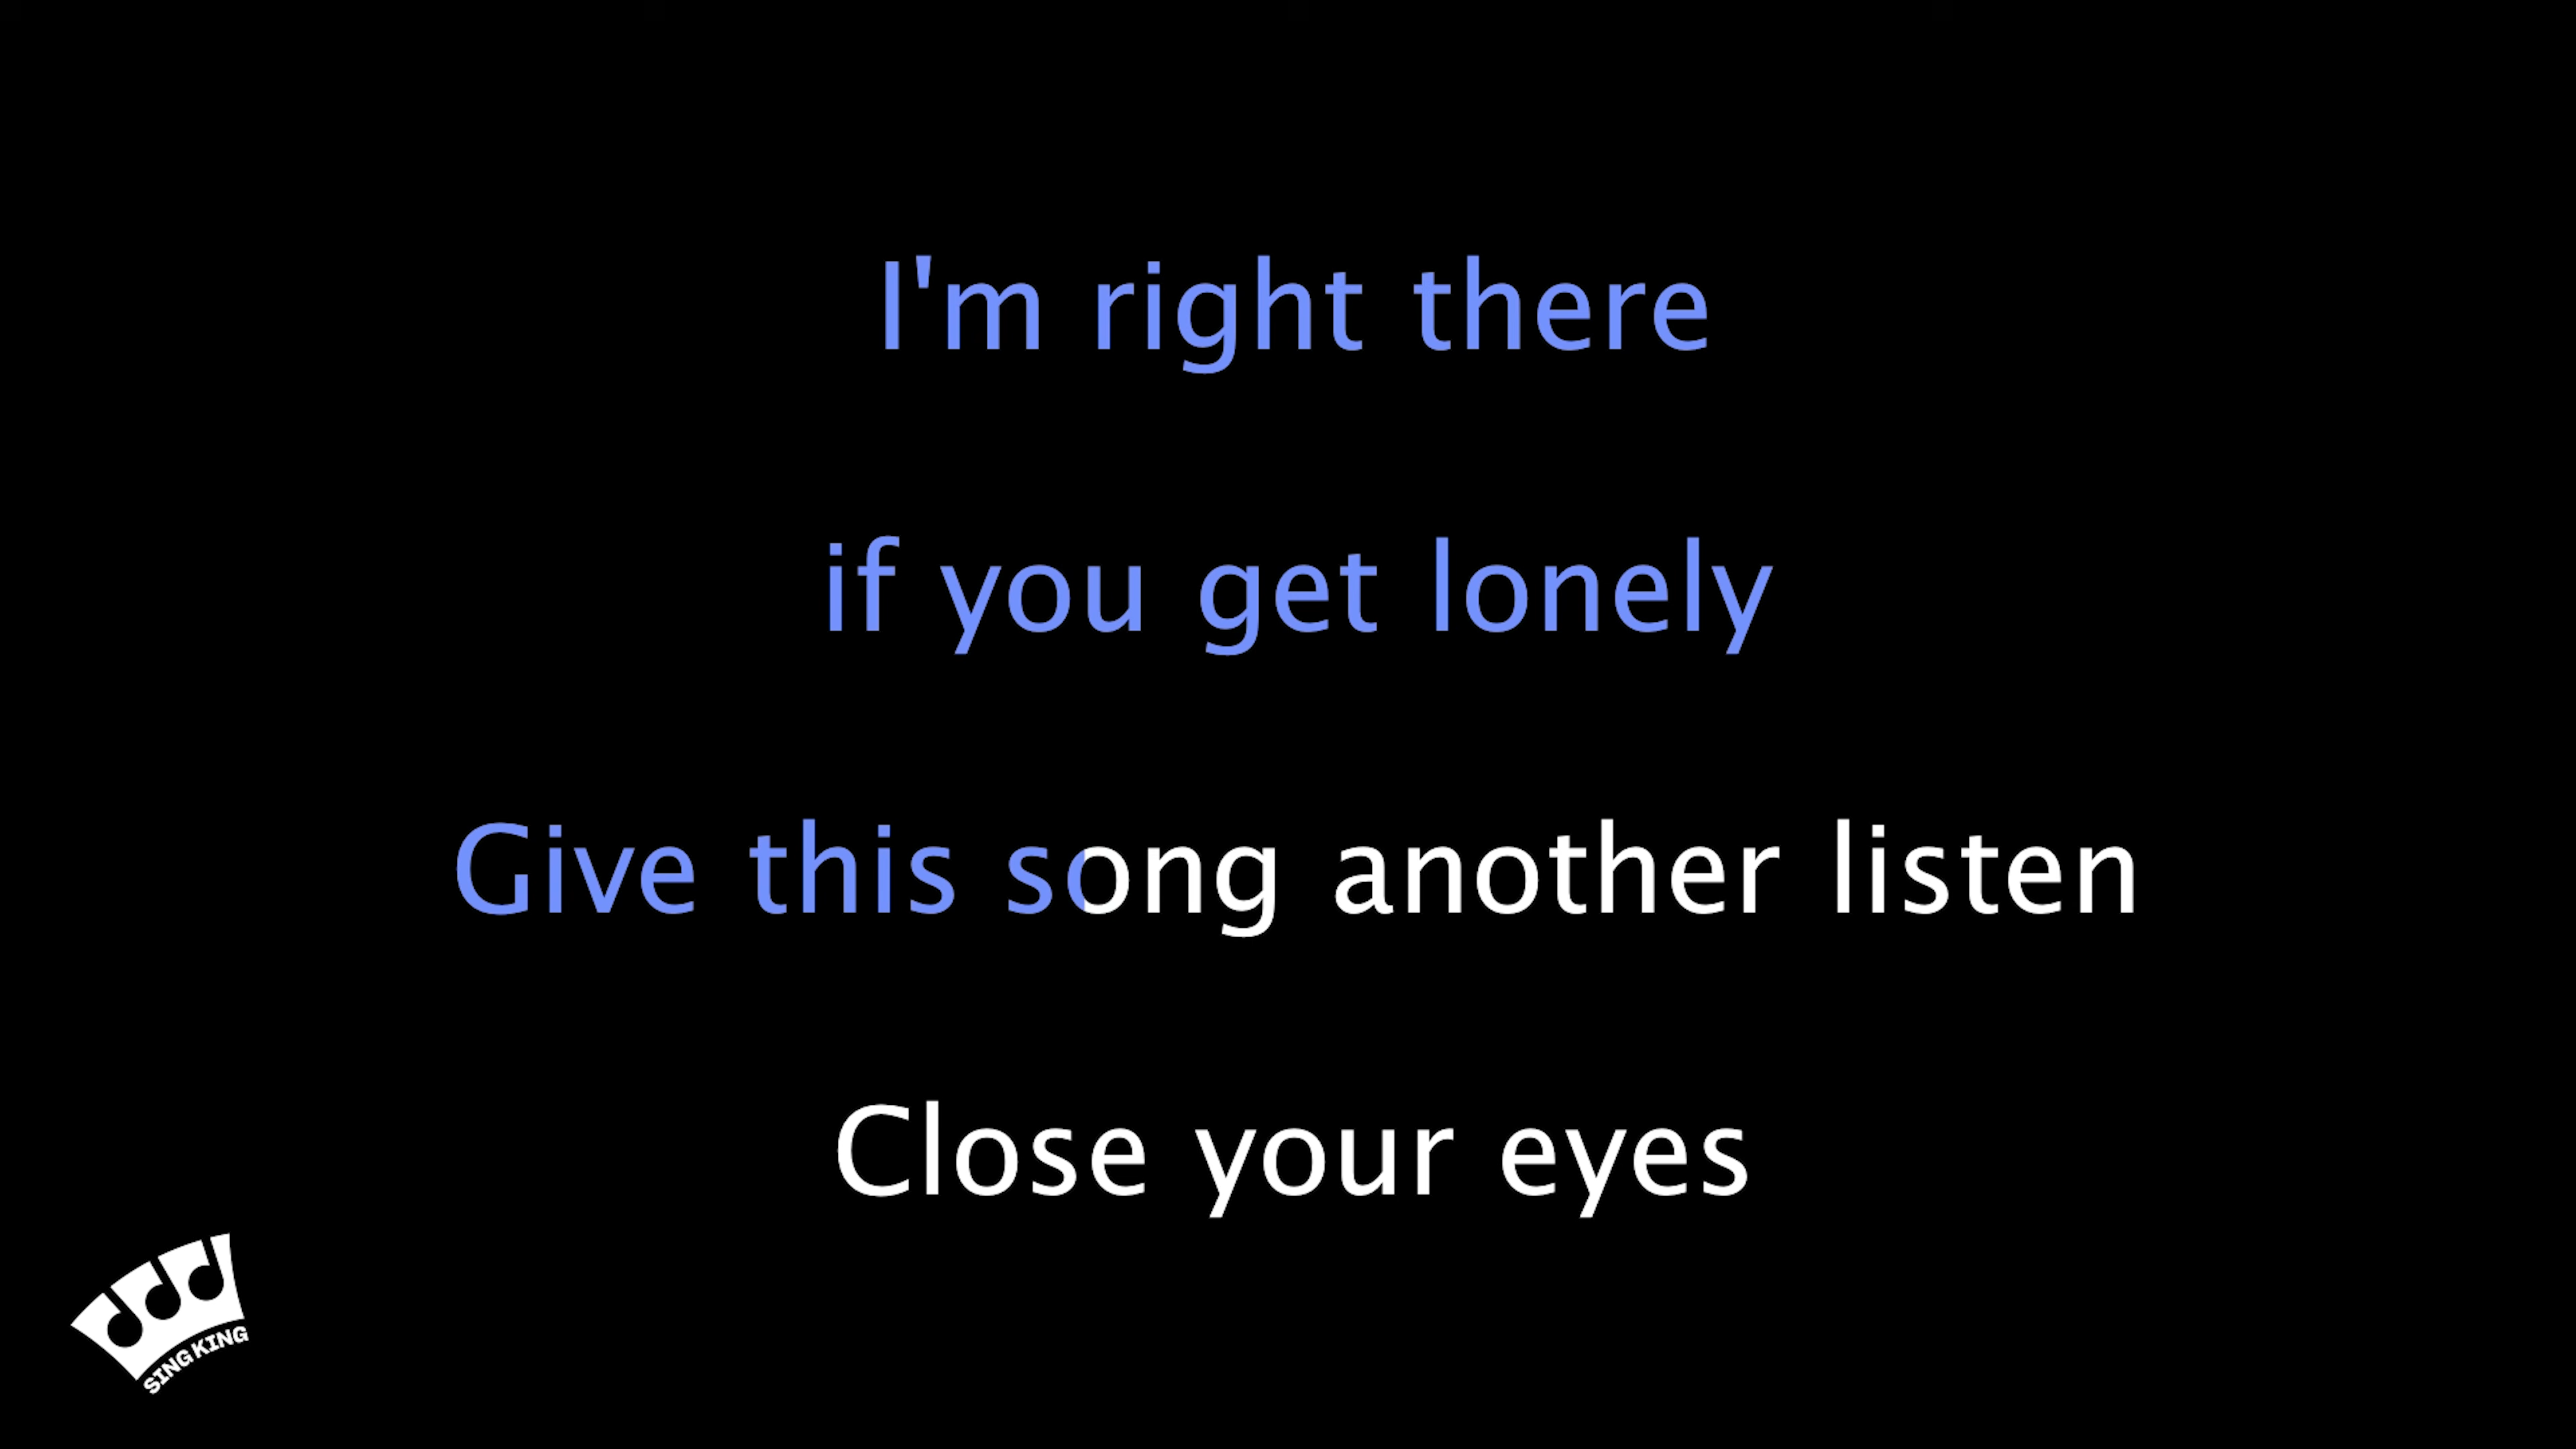 I'm right there
if you get lonely
Give this song another listen
Close your eyes
SING KING